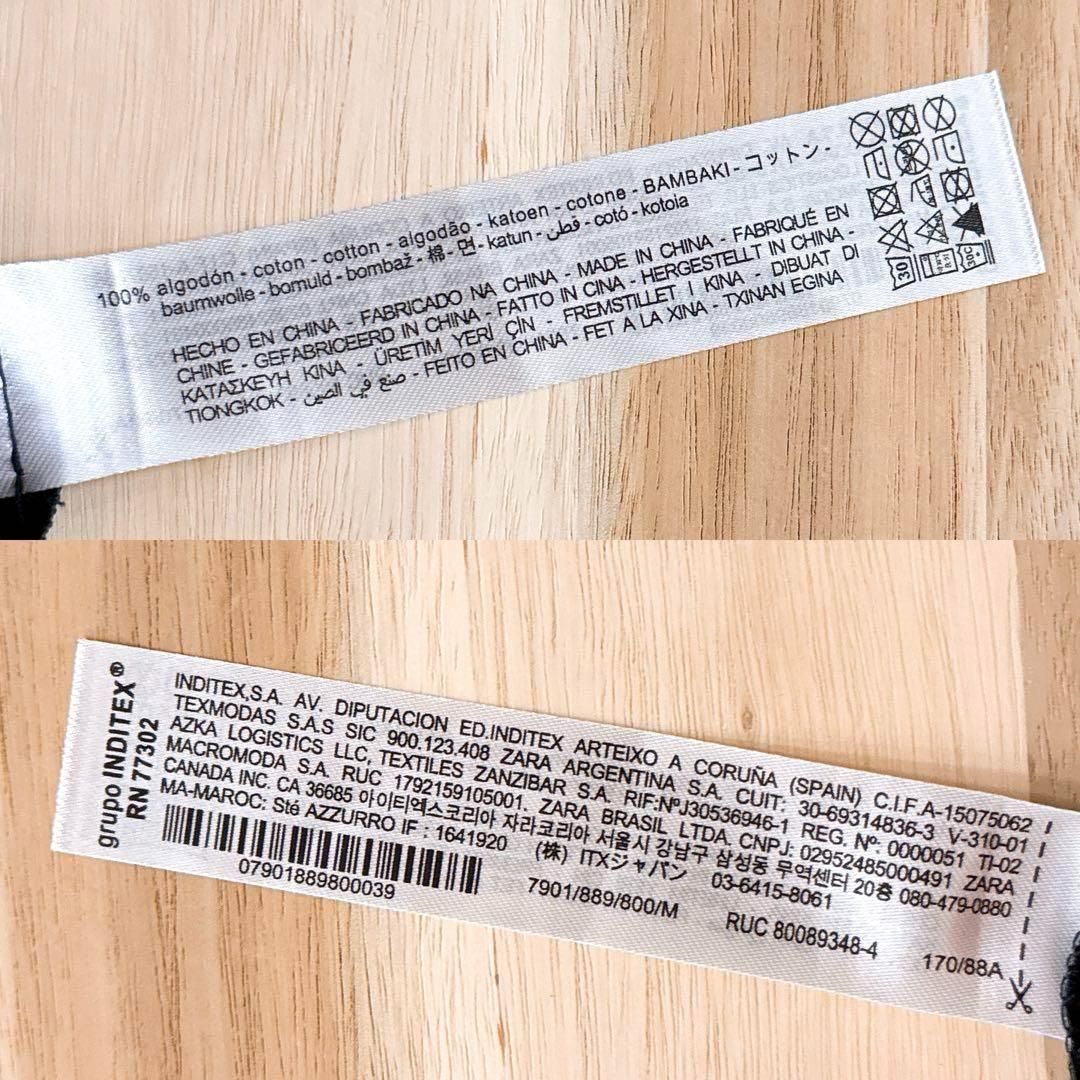 100% algodón - coton - cotton - algodão - katoen - cotone - BAMBAKI - コットン -
baumwolle - bomuld - bombaž - 棉 - 면 - katun - قطن - cotó - kotoia
HECHO EN CHINA - FABRICADO NA CHINA - MADE IN CHINA - FABRIQUÉ EN
CHINE - GEFABRICEERD IN CHINA - FATTO IN CINA - HERGESTELLT IN CHINA -
ΚΑΤΑΣΚΕΥΗ ΚΙΝΑ - ÜRETİM YERİ ÇİN - FREMSTILLET I KINA - DIBUAT DI
TIONGKOK - صنع في الصين - FEITO EN CHINA - FET A LA XINA - TXINAN EGINA
30
30C
grupo INDITEX®
RN 77302
INDITEX,S.A. AV. DIPUTACION ED.INDITEX ARTEIXO A CORUÑA (SPAIN) C.I.F.A-15075062
TEXMODAS S.A.S SIC 900.123.408 ZARA ARGENTINA S.A. CUIT: 30-69314836-3 V-310-01
AZKA LOGISTICS LLC, TEXTILES ZANZIBAR S.A. RIF:NºJ30536946-1 REG. Nº: 0000051 TI-02
MACROMODA S.A. RUC 1792159105001. ZARA BRASIL LTDA. CNPJ: 02952485000491 ZARA
CANADA INC. CA 36685 아이티엑스코리아 자라코리아 서울시 강남구 삼성동 무역센터 20층 080-479-0880
MA-MAROC: Sté AZZURRO IF : 1641920 (株) ITXジャパン 03-6415-8061
07901889800039
7901/889/800/M
RUC 80089348-4
170/88A